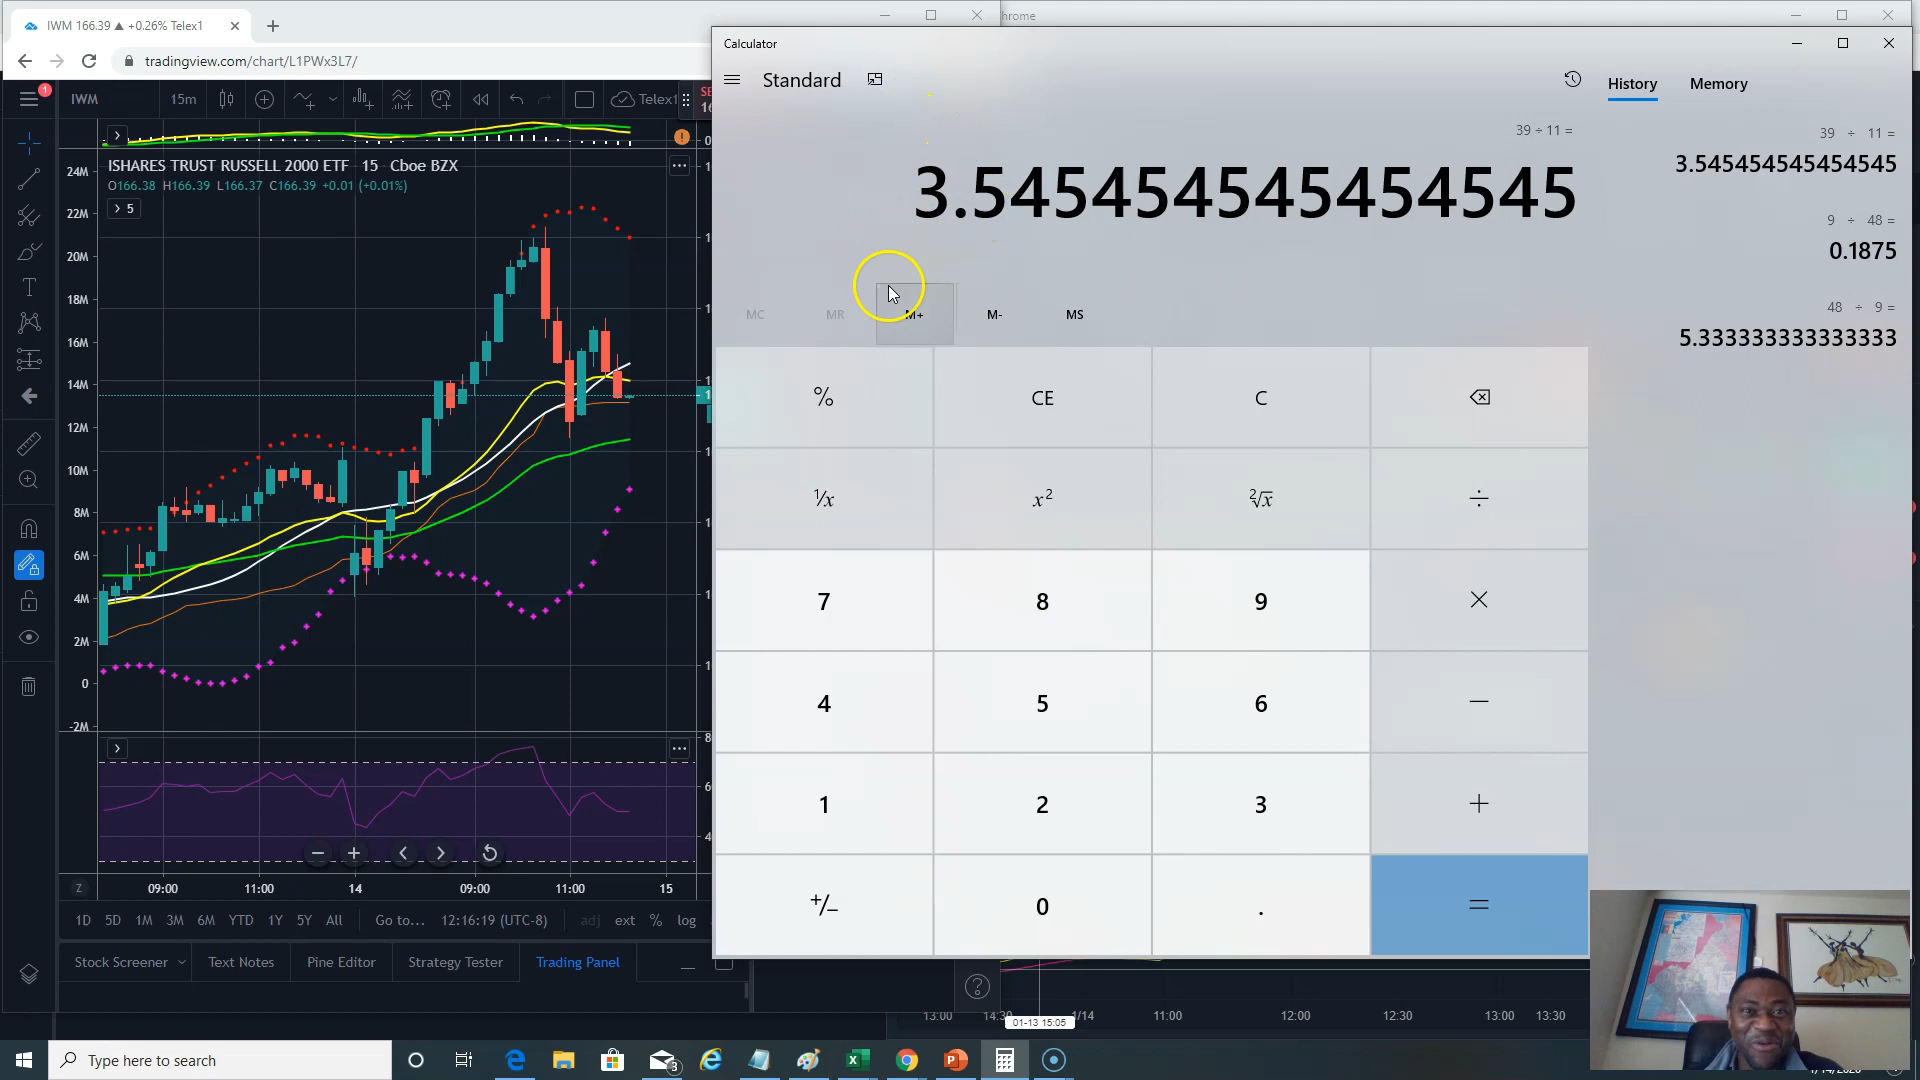 IWM 166.39 ▲ +0.26% Telex1
hrome
tradingview.com/chart/L1PWx3L7/
1
IWM
15m
Telex1
ISHARES TRUST RUSSELL 2000 ETF 15 Cboe BZX
O166.38 H166.39 L166.37 C166.39 +0.01 (+0.01%)
5
24M
22M
20M
18M
16M
14M
12M
10M
8M
6M
4M
2M
0
-2M
Z
09:00
11:00
14
09:00
11:00
15
1D 5D 1M 3M 6M YTD 1Y 5Y All
Go to...
12:16:19 (UTC-8)
adj ext % log
Stock Screener
Text Notes
Pine Editor
Strategy Tester
Trading Panel
Calculator
Standard
39 ÷ 11 =
3.545454545454545
MC MR M+ M- MS
% CE C
¹/x x² ²√x ÷
7 8 9 ×
4 5 6 −
1 2 3 +
+/− 0 . =
History
Memory
39 ÷ 11 =
3.545454545454545
9 ÷ 48 =
0.1875
48 ÷ 9 =
5.333333333333333
13:00
01-13 15:05
1/14
11:00
12:00
12:30
13:00
13:30
Type here to search
3